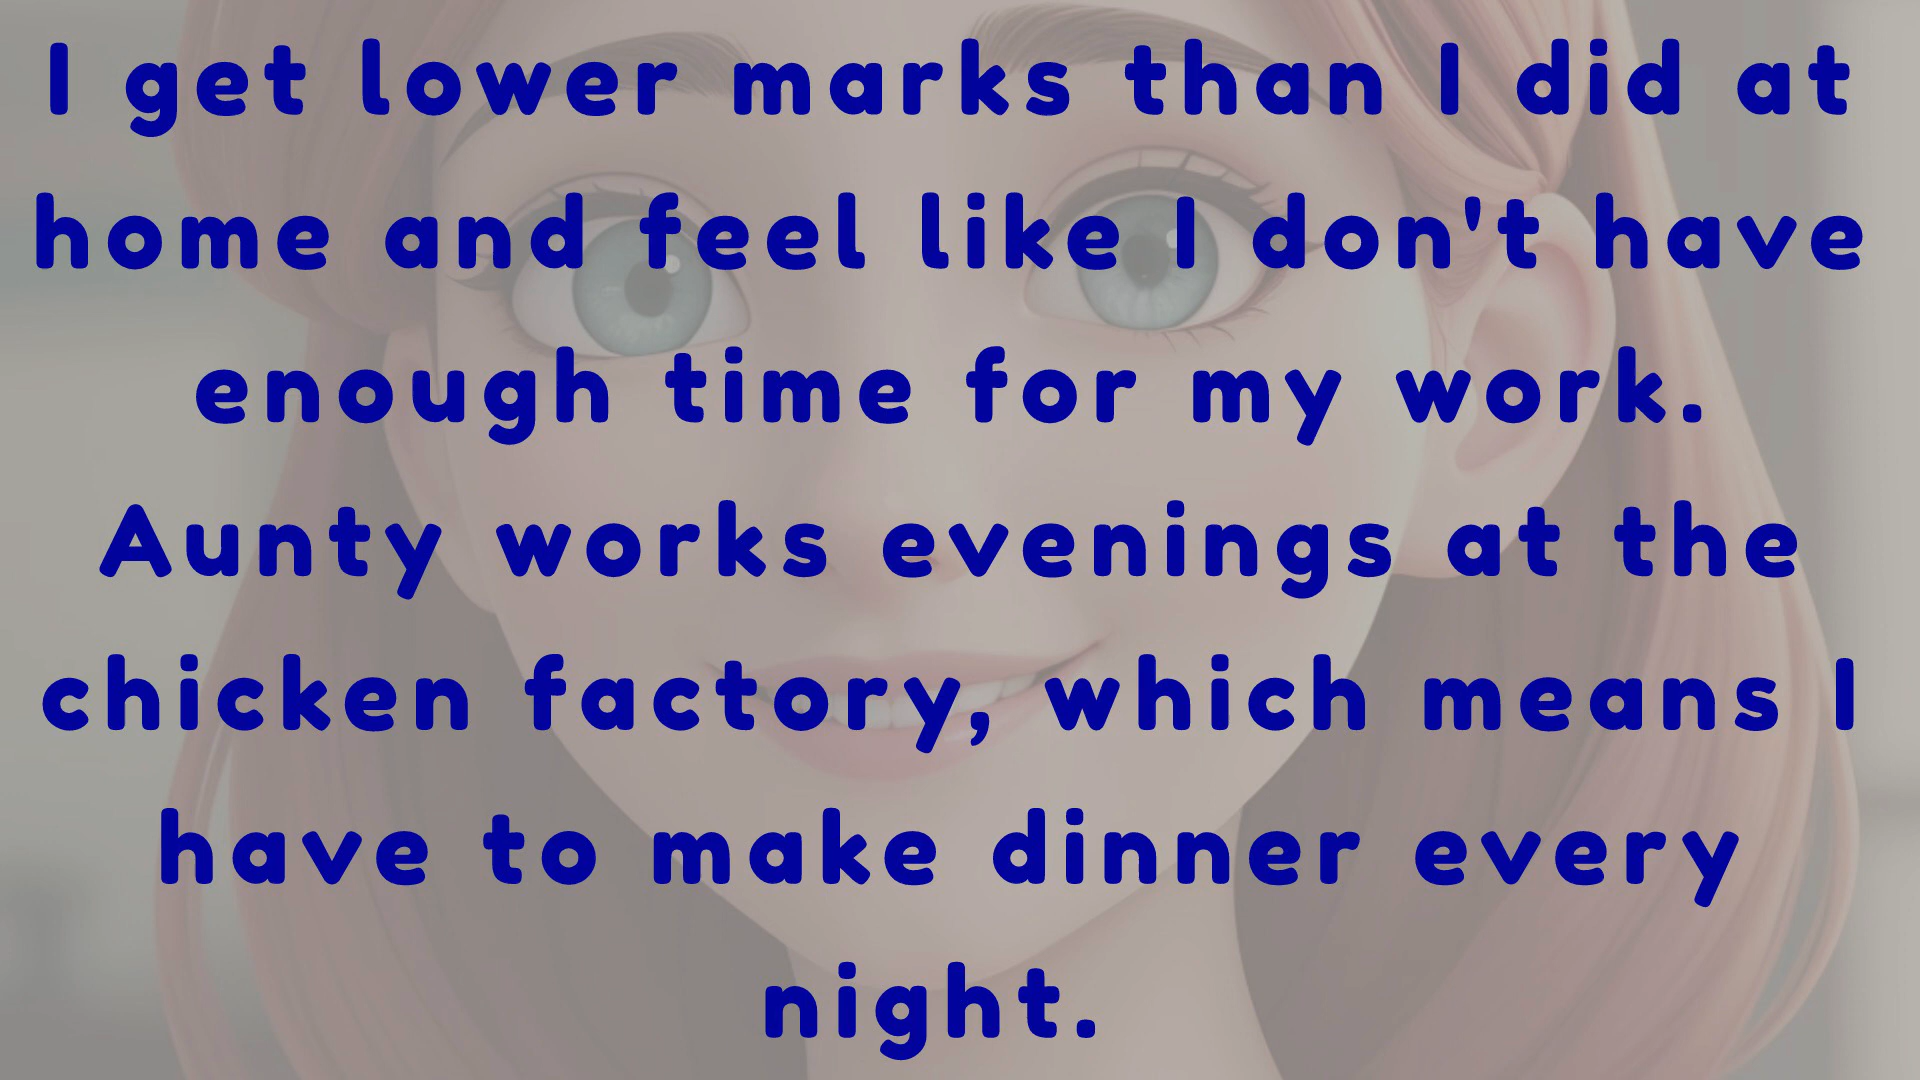 I get lower marks than I did at
home and feel like I don't have
enough time for my work.
Aunty works evenings at the
chicken factory, which means I
have to make dinner every
night.